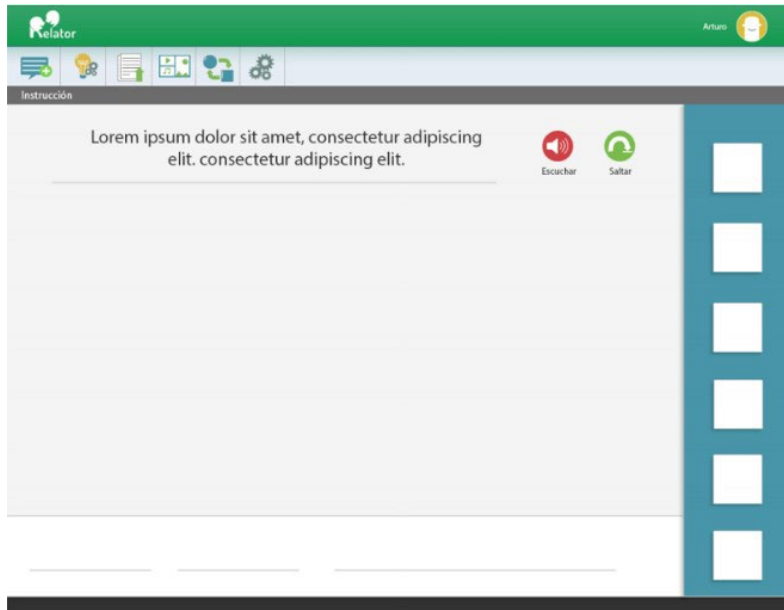 Relator
Arturo
Instrucción
Lorem ipsum dolor sit amet, consectetur adipiscing
elit. consectetur adipiscing elit.
Escuchar
Saltar